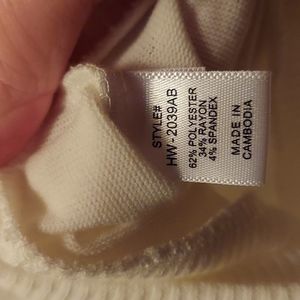 STYLE#
HW-2039AB
62% POLYESTER
34% RAYON
4% SPANDEX
MADE IN
CAMBODIA